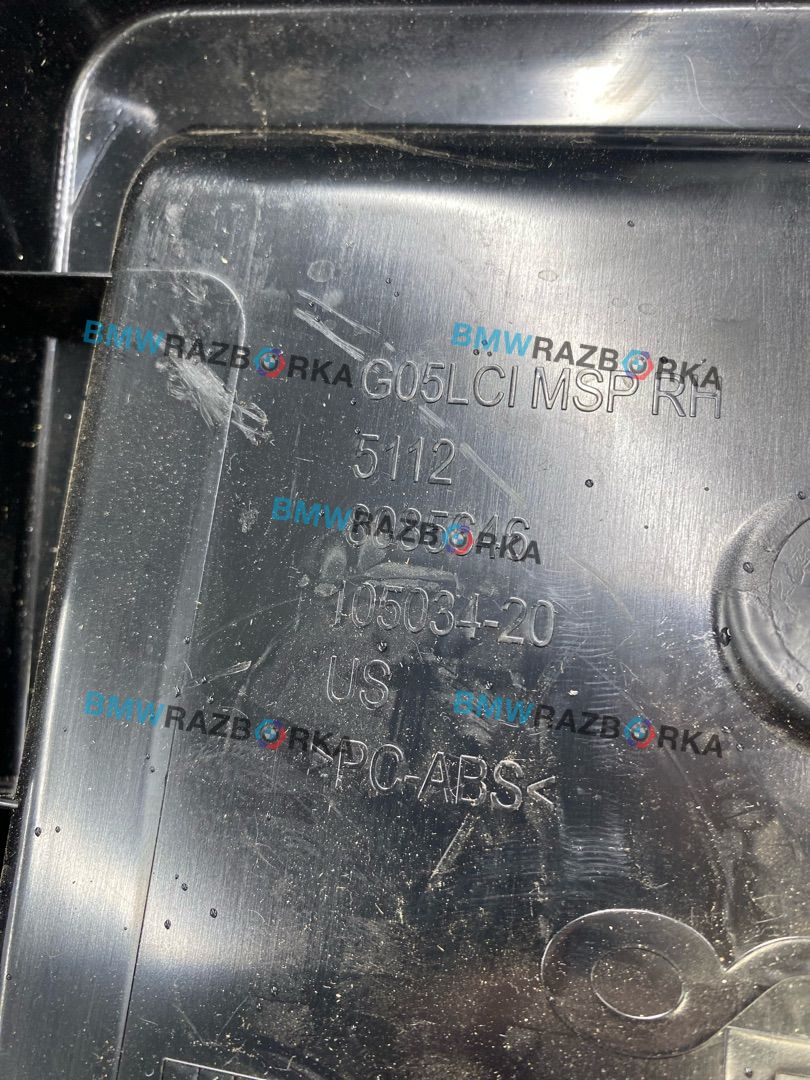 G05LCI MSP RH
5112
105034-20
US
>PC-ABS<
BMWRAZBORKA
BMWRAZBORKA
BMWRAZBORKA
BMWRAZBORKA
BMWRAZBORKA